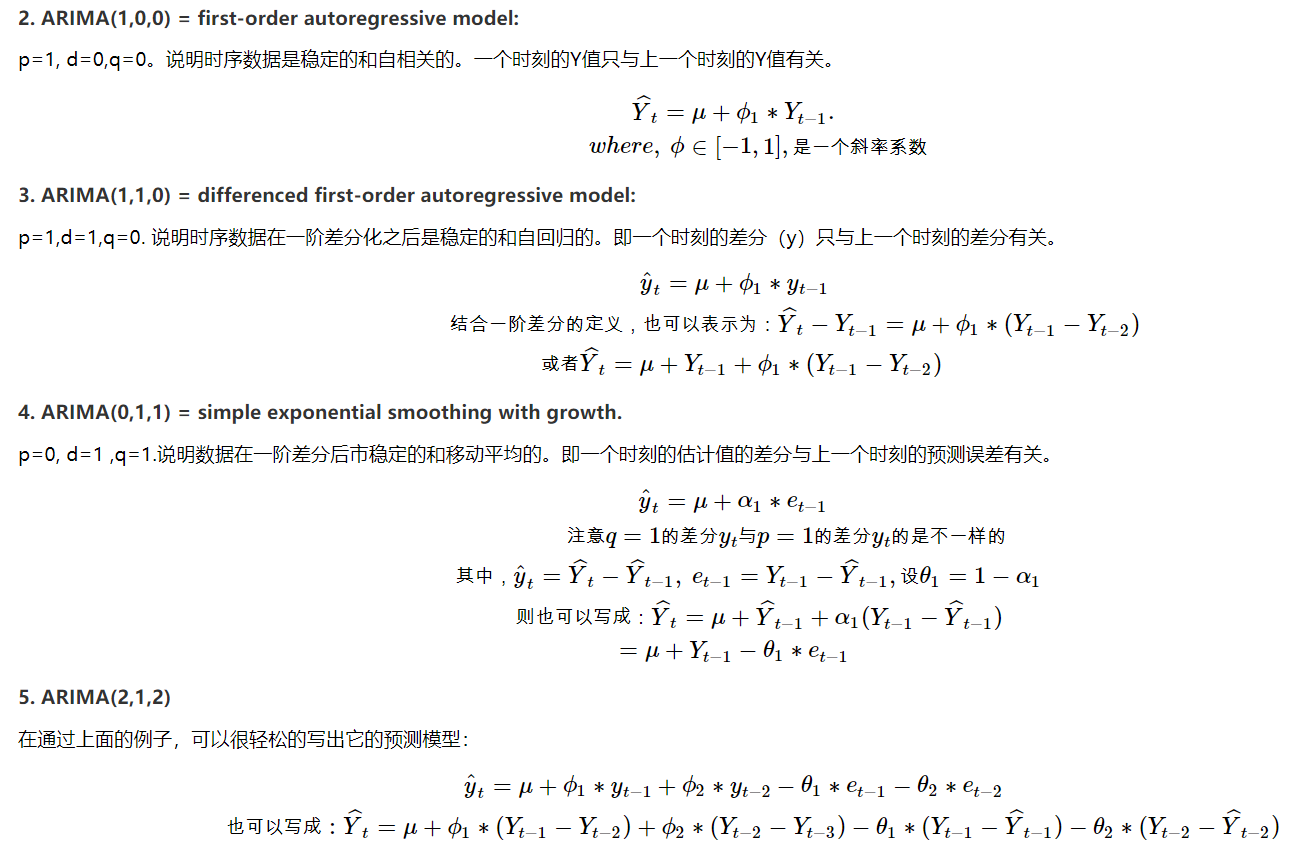 2. ARIMA(1,0,0) = first-order autoregressive model:
p=1, d=0,q=0。说明时序数据是稳定的和自相关的。一个时刻的Y值只与上一个时刻的Y值有关。
$\widehat{Y}_t = \mu + \phi_1 * Y_{t-1}.$
$where, \phi \in [-1,1],$是一个斜率系数
3. ARIMA(1,1,0) = differenced first-order autoregressive model:
p=1,d=1,q=0. 说明时序数据在一阶差分化之后是稳定的和自回归的。即一个时刻的差分（y）只与上一个时刻的差分有关。
$\hat{y}_t = \mu + \phi_1 * y_{t-1}$
结合一阶差分的定义，也可以表示为：$\widehat{Y}_t - Y_{t-1} = \mu + \phi_1 * (Y_{t-1} - Y_{t-2})$
或者$\widehat{Y}_t = \mu + Y_{t-1} + \phi_1 * (Y_{t-1} - Y_{t-2})$
4. ARIMA(0,1,1) = simple exponential smoothing with growth.
p=0, d=1 ,q=1.说明数据在一阶差分后市稳定的和移动平均的。即一个时刻的估计值的差分与上一个时刻的预测误差有关。
$\hat{y}_t = \mu + \alpha_1 * e_{t-1}$
注意$q=1$的差分$y_t$与$p=1$的差分$y_t$的是不一样的
其中，$\hat{y}_t = \widehat{Y}_t - \widehat{Y}_{t-1}, e_{t-1} = Y_{t-1} - \widehat{Y}_{t-1},$设$\theta_1 = 1 - \alpha_1$
则也可以写成：$\widehat{Y}_t = \mu + \widehat{Y}_{t-1} + \alpha_1(Y_{t-1} - \widehat{Y}_{t-1})$
$= \mu + Y_{t-1} - \theta_1 * e_{t-1}$
5. ARIMA(2,1,2)
在通过上面的例子，可以很轻松的写出它的预测模型：
$\hat{y}_t = \mu + \phi_1 * y_{t-1} + \phi_2 * y_{t-2} - \theta_1 * e_{t-1} - \theta_2 * e_{t-2}$
也可以写成：$\widehat{Y}_t = \mu + \phi_1 * (Y_{t-1} - Y_{t-2}) + \phi_2 * (Y_{t-2} - Y_{t-3}) - \theta_1 * (Y_{t-1} - \widehat{Y}_{t-1}) - \theta_2 * (Y_{t-2} - \widehat{Y}_{t-2})$